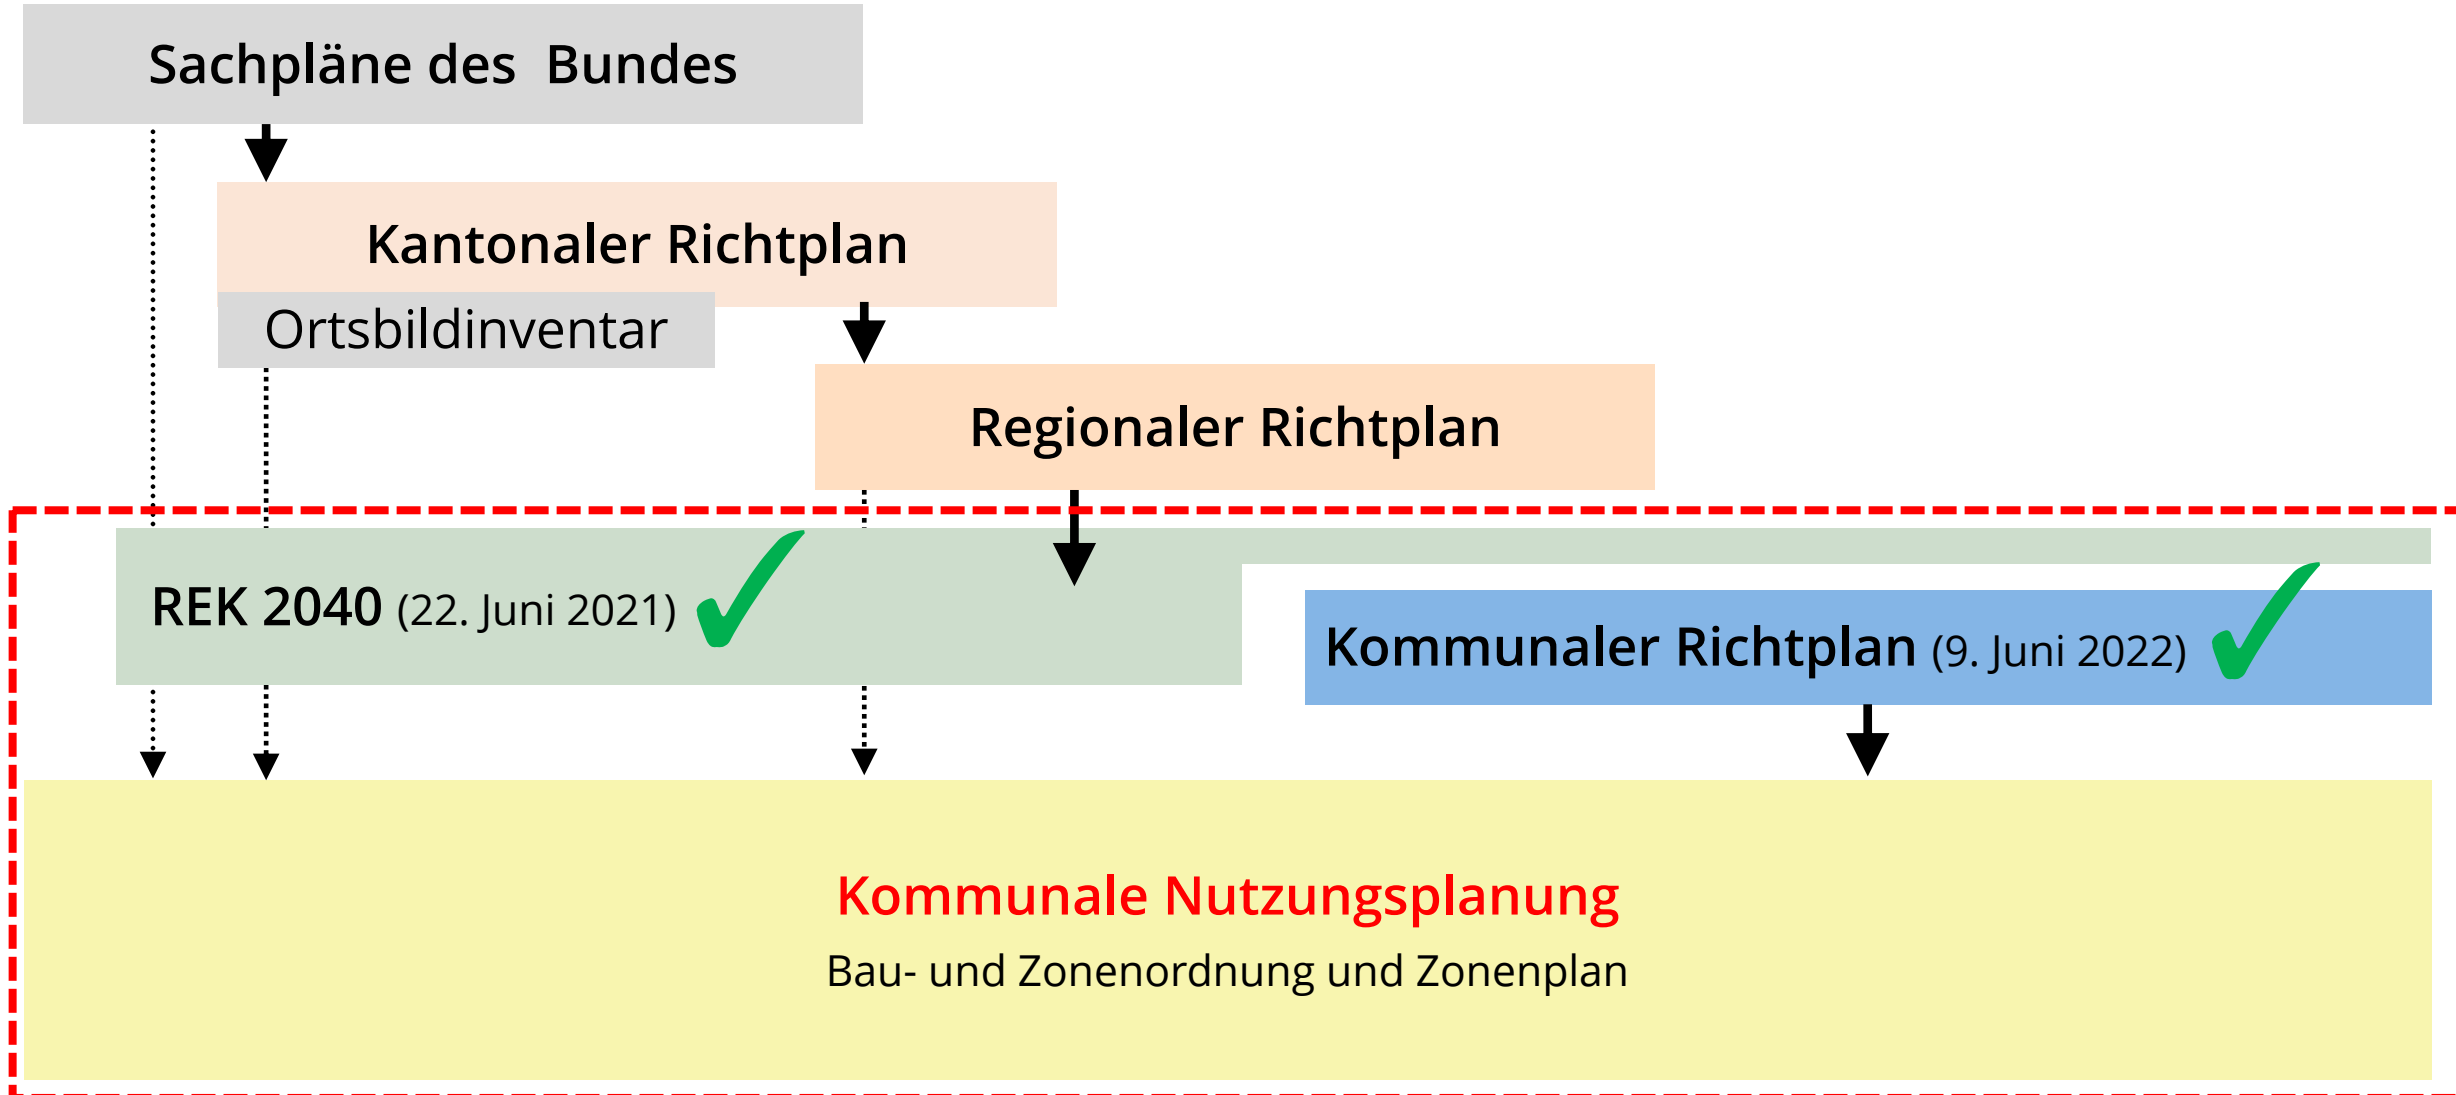 Sachpläne des  Bundes
Kantonaler Richtplan
Ortsbildinventar
Regionaler Richtplan
REK 2040 (22. Juni 2021)
Kommunaler Richtplan (9. Juni 2022)
Kommunale Nutzungsplanung
Bau- und Zonenordnung und Zonenplan